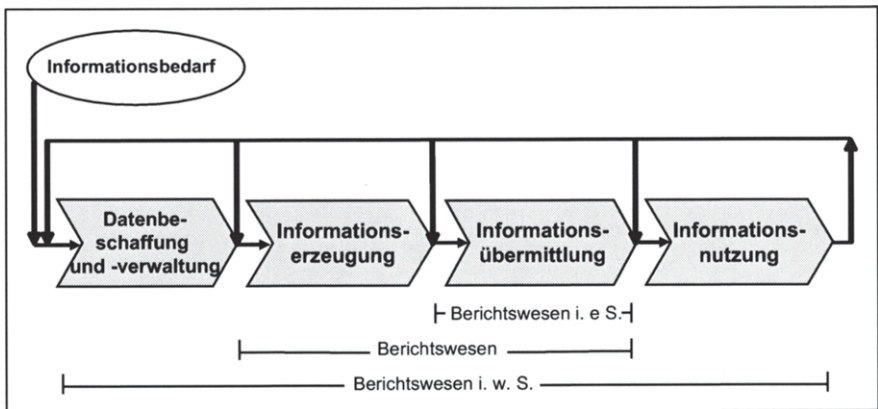 Informationsbedarf
Datenbe-
schaffung
und -verwaltung
Informations-
erzeugung
Informations-
übermittlung
Informations-
nutzung
Berichtswesen i. e S.
Berichtswesen
Berichtswesen i. w. S.